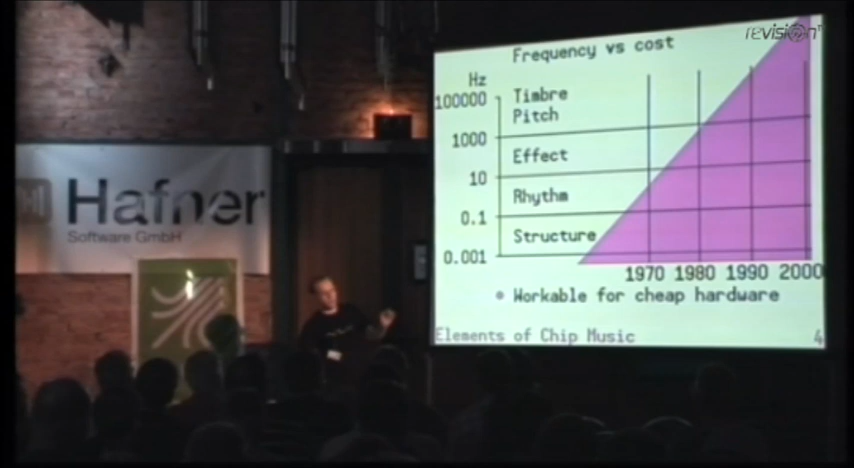 revision
Frequency vs cost
Hz
100000
Timbre
Pitch
1000
Effect
10
Rhythm
0.1
Structure
0.001
1970 1980 1990 2000
Workable for cheap hardware
Elements of Chip Music 4
Hafner
Software GmbH